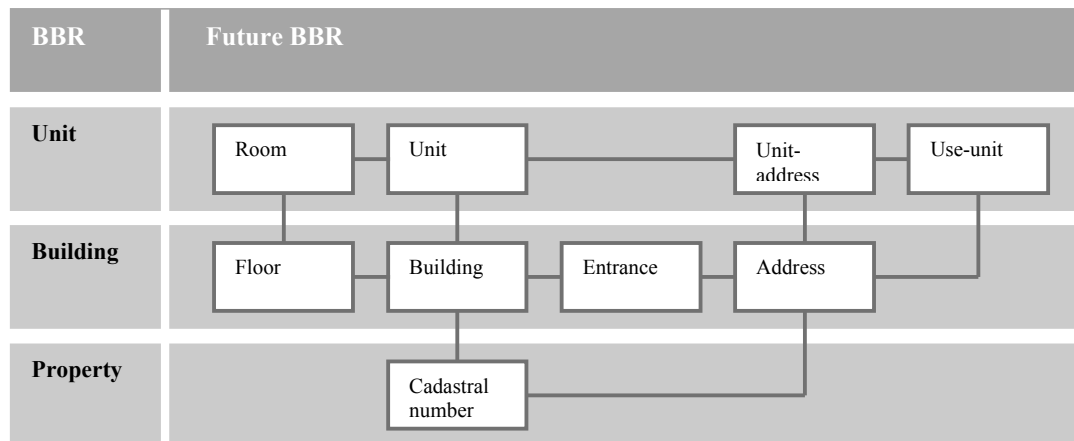 BBR Future BBR
Unit
Room Unit Unit- Use-unit
address
Building
Floor Building Entrance Address
Property
Cadastral
number